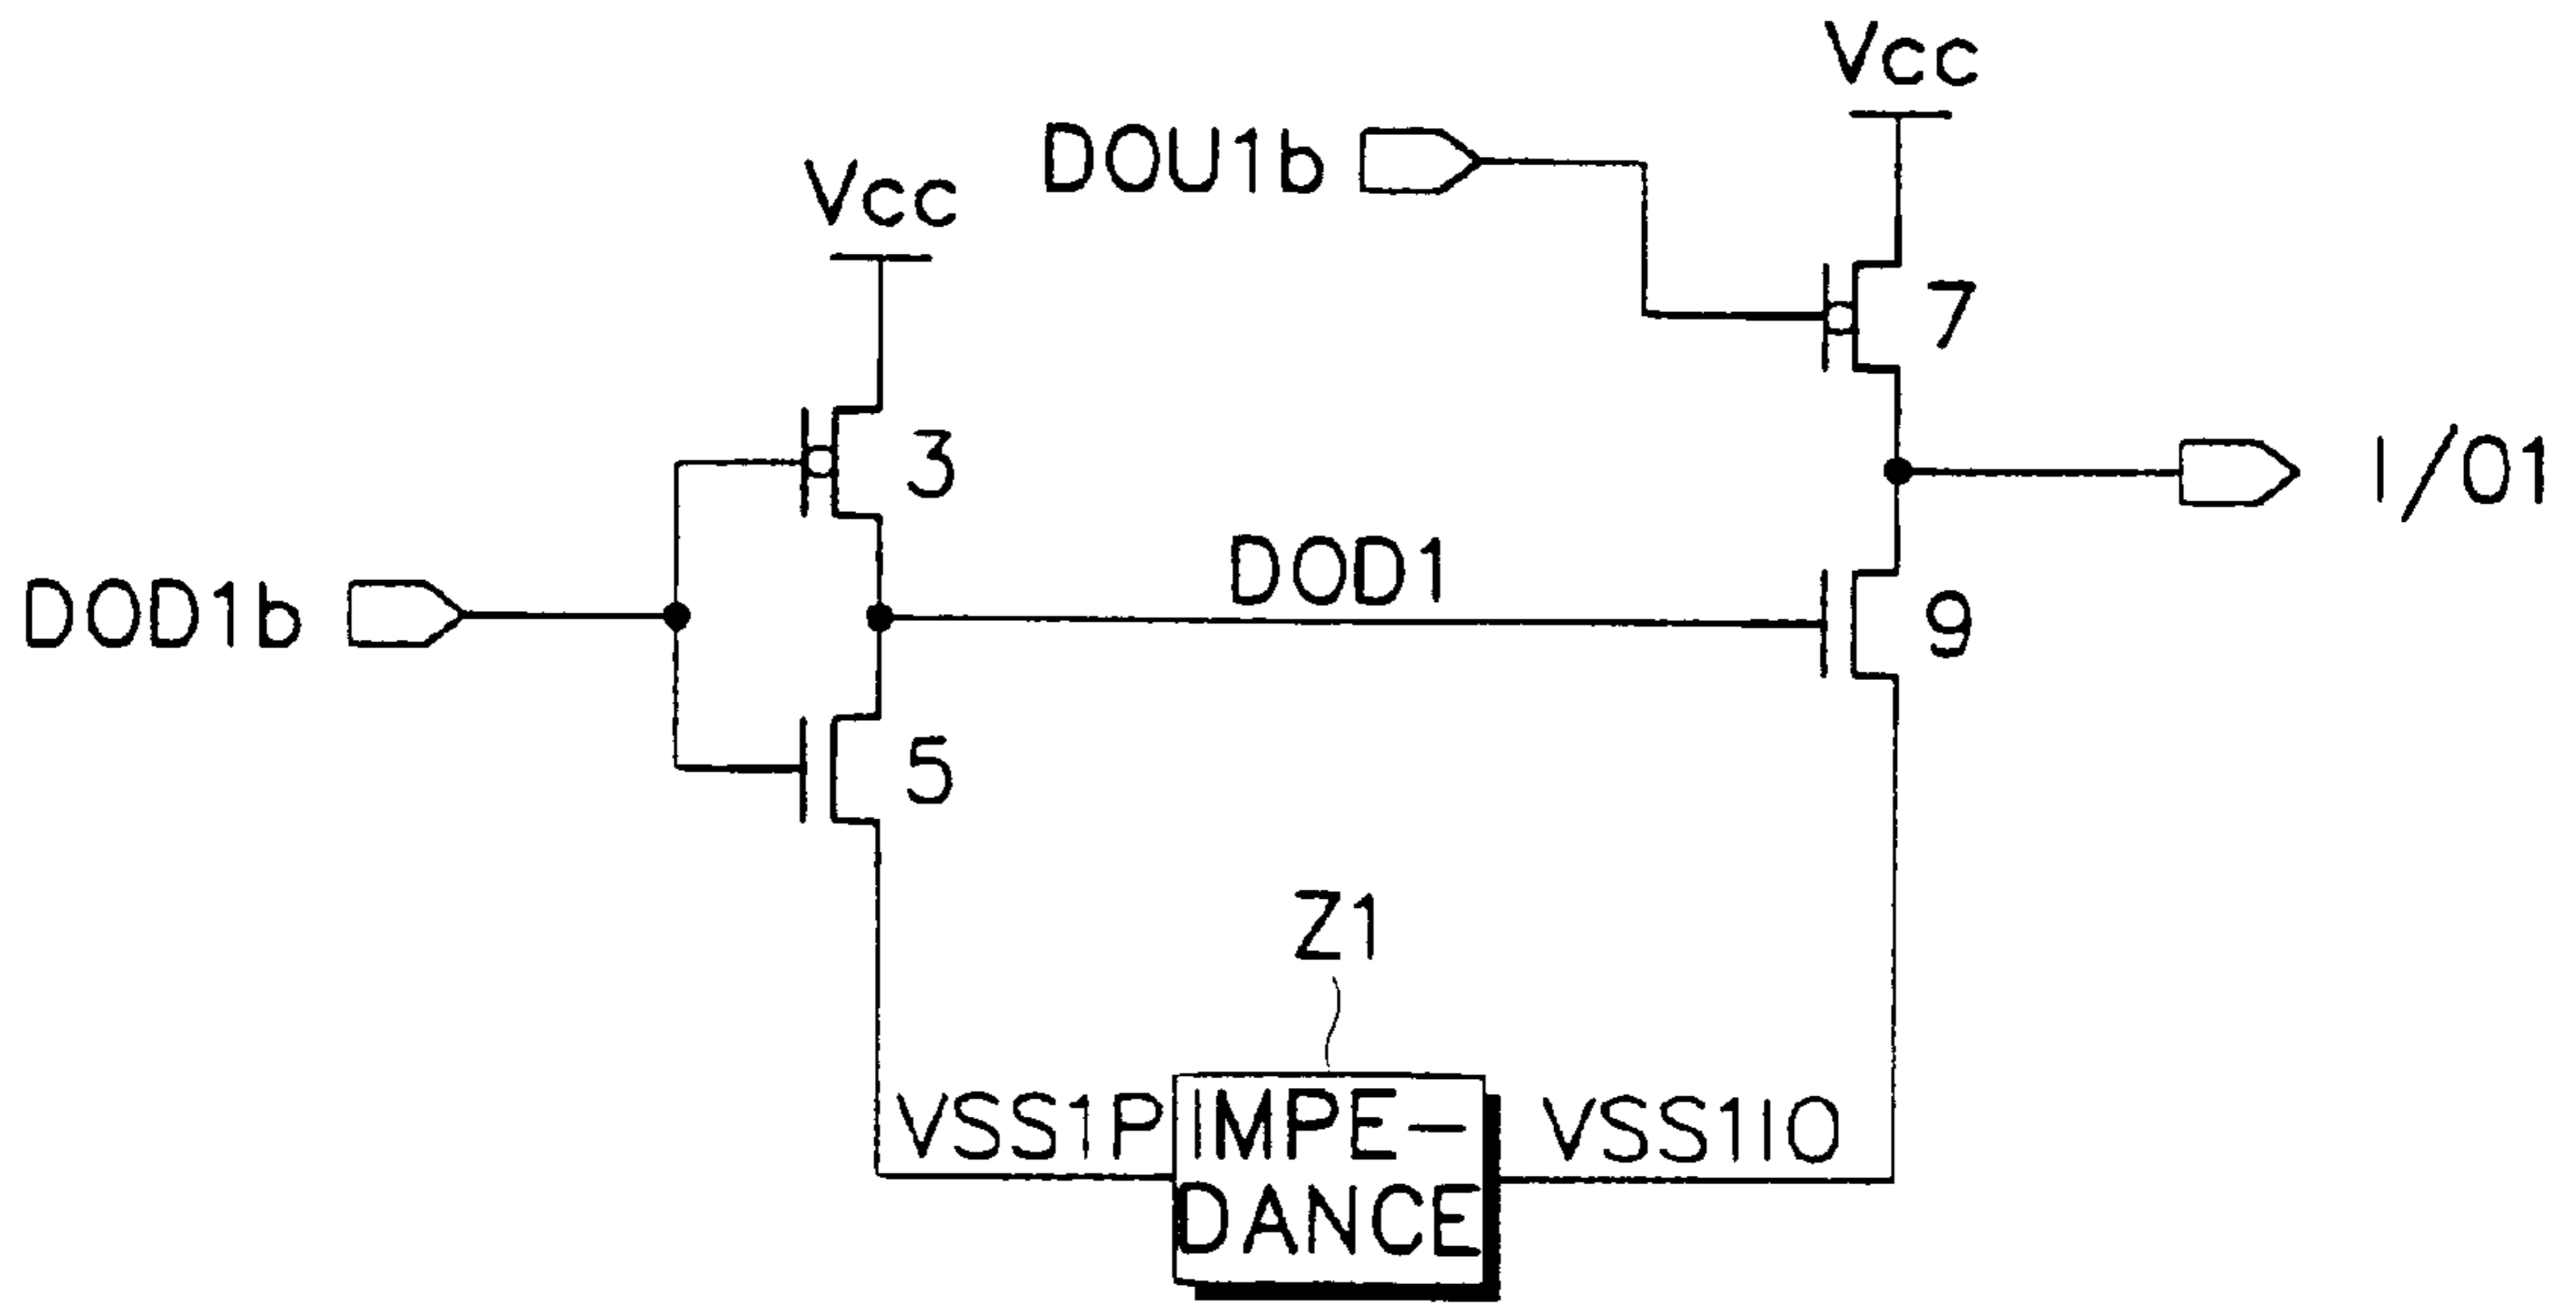 Vcc
DOU1b
Vcc
7
3
I/O1
DOD1
DOD1b
9
5
Z1
VSS1P
IMPE-
DANCE
VSS1IO